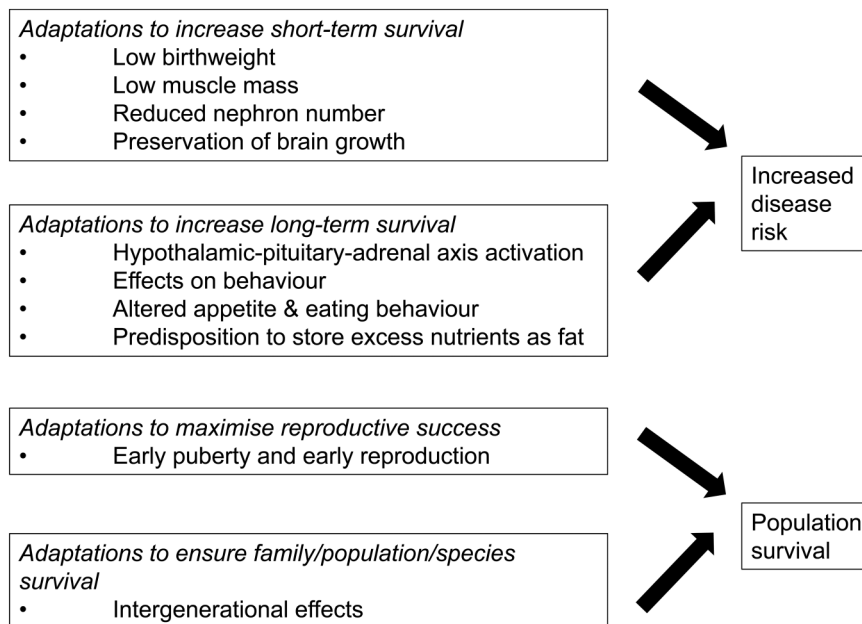 Adaptations to increase short-term survival
• Low birthweight
• Low muscle mass
• Reduced nephron number
• Preservation of brain growth
Increased
disease
risk
Adaptations to increase long-term survival
• Hypothalamic-pituitary-adrenal axis activation
• Effects on behaviour
• Altered appetite & eating behaviour
• Predisposition to store excess nutrients as fat
Adaptations to maximise reproductive success
• Early puberty and early reproduction
Population
survival
Adaptations to ensure family/population/species
survival
• Intergenerational effects